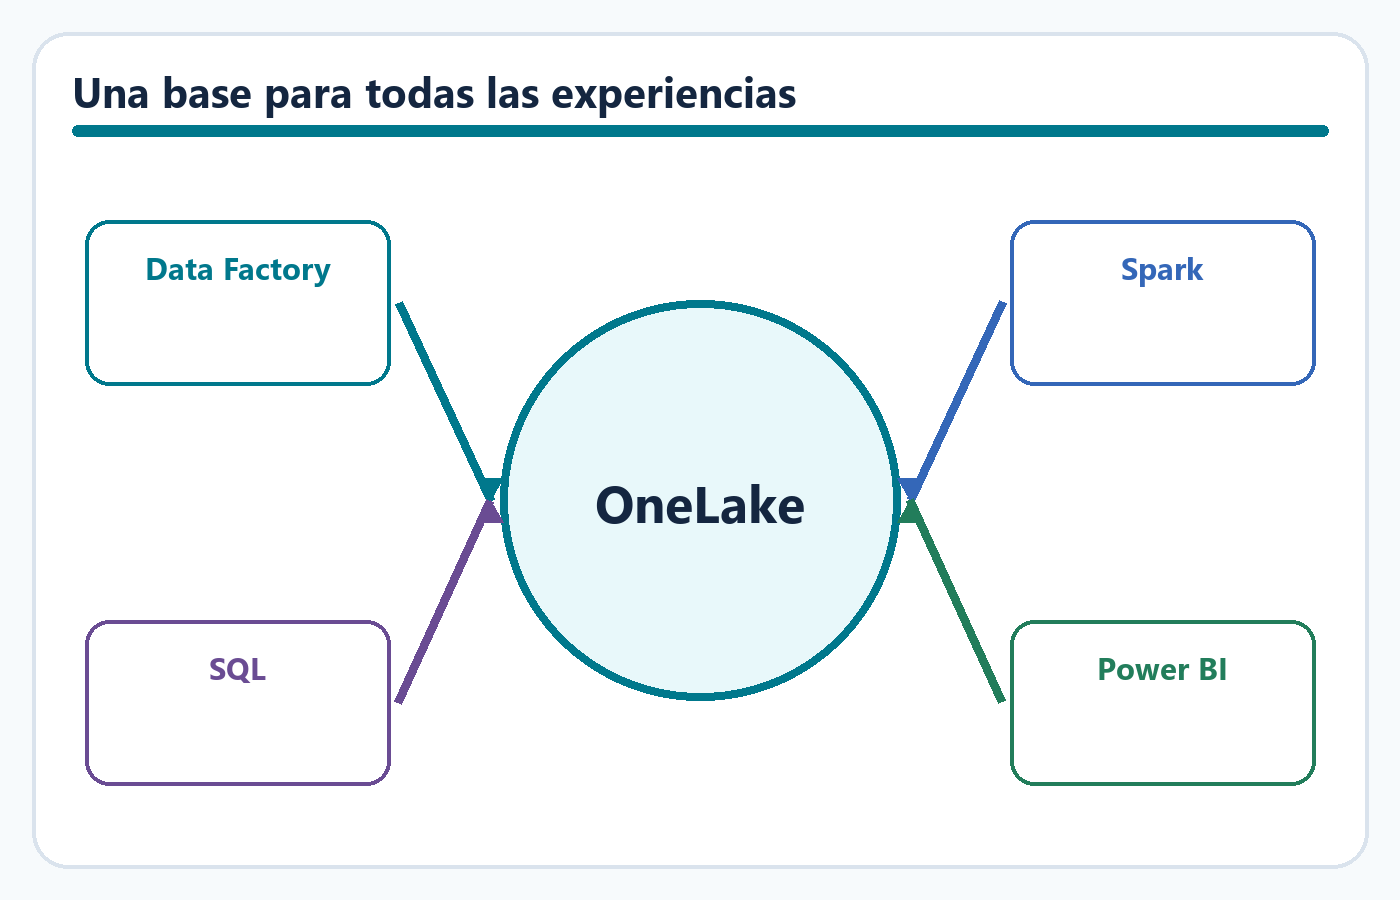 Una base para todas las experiencias
Data Factory
Spark
OneLake
SQL
Power BI